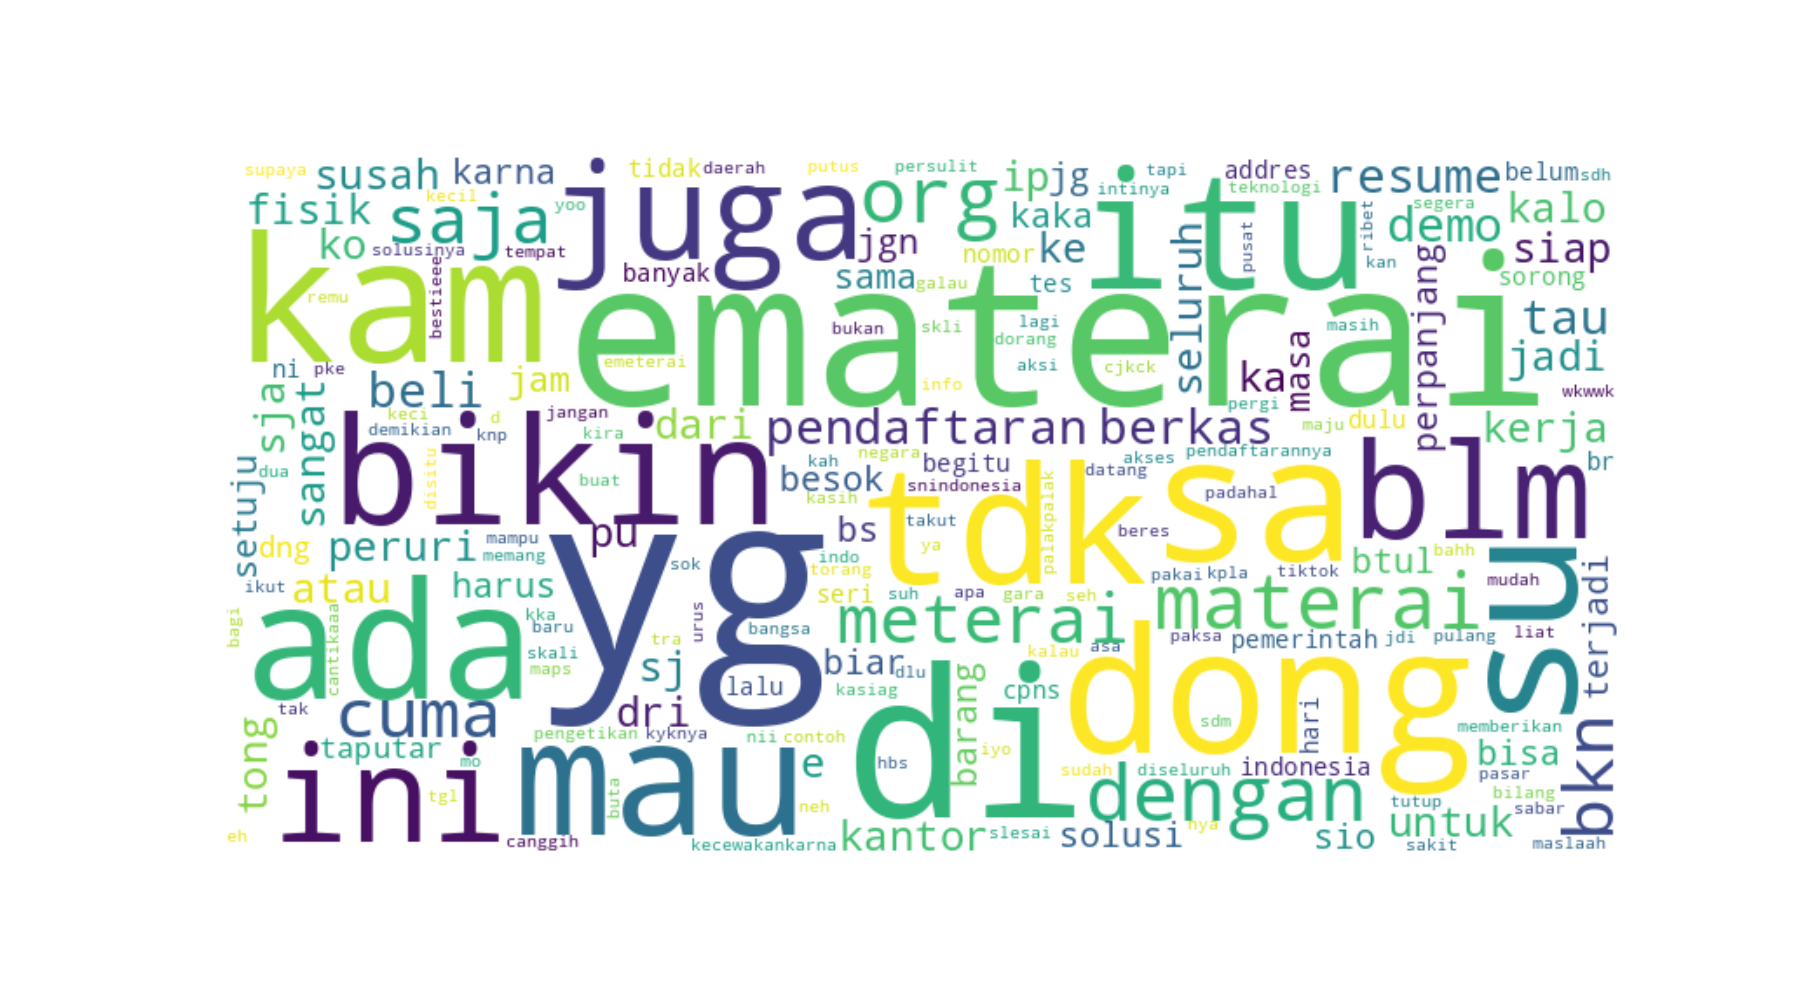 supaya
susah
karna
kecil
fisik
saja
yoo
ko
solusinya
tempat
juga
tidak
daerah
putus
persulit
org
ip
jg
intinya
tapi
addres
teknologi
resume
belum
sdh
kaka
jgn
nomor
ke
itu
pusat
ribet
kan
segera
demo
kalo
siap
sorong
kam
remu
bestieee
banyak
sama
galau
tes
seluruh
perpanjang
tau
jadi
ematerai
bukan
skli
lagi
dorang
aksi
cjkck
masih
emeterai
info
ka
masa
wkwwk
ni
pke
beli
jam
sja
sangat
keci
d
jangan
demikian
knp
kira
dari
pendaftaran
berkas
pergi
maju
dulu
kerja
br
bikin
dua
disitu
buat
setuju
kah
negara
begitu
besok
kasih
snindonesia
datang
akses
pendaftarannya
padahal
tdk
sa
blm
palakpalak
beres
bs
takut
ya
pu
dng
peruri
mampu
memang
ikut
atau
harus
yg
sok
indo
torang
seri
suh
apa
gara
seh
pakai
kpla
tiktok
btul
bahh
mudah
su
terjadi
ada
bagi
cantikaaa
kka
baru
skali
maps
tra
urus
bangsa
meterai
materai
paksa
pemerintah
jdi
pulang
liat
sj
lalu
biar
dlu
kasiag
kalau
asa
cpns
barang
di
dong
sdm
hari
tak
cuma
dri
tong
taputar
mo
pengetikan
kyknya
nii
contoh
iyo
memberikan
bkn
ini
tgl
mau
buta
e
neh
hbs
sudah
diseluruh
indonesia
bisa
pasar
bilang
sabar
tutup
dengan
untuk
eh
canggih
kecewakankarna
kantor
slesai
solusi
nya
sio
sakit
maslaah